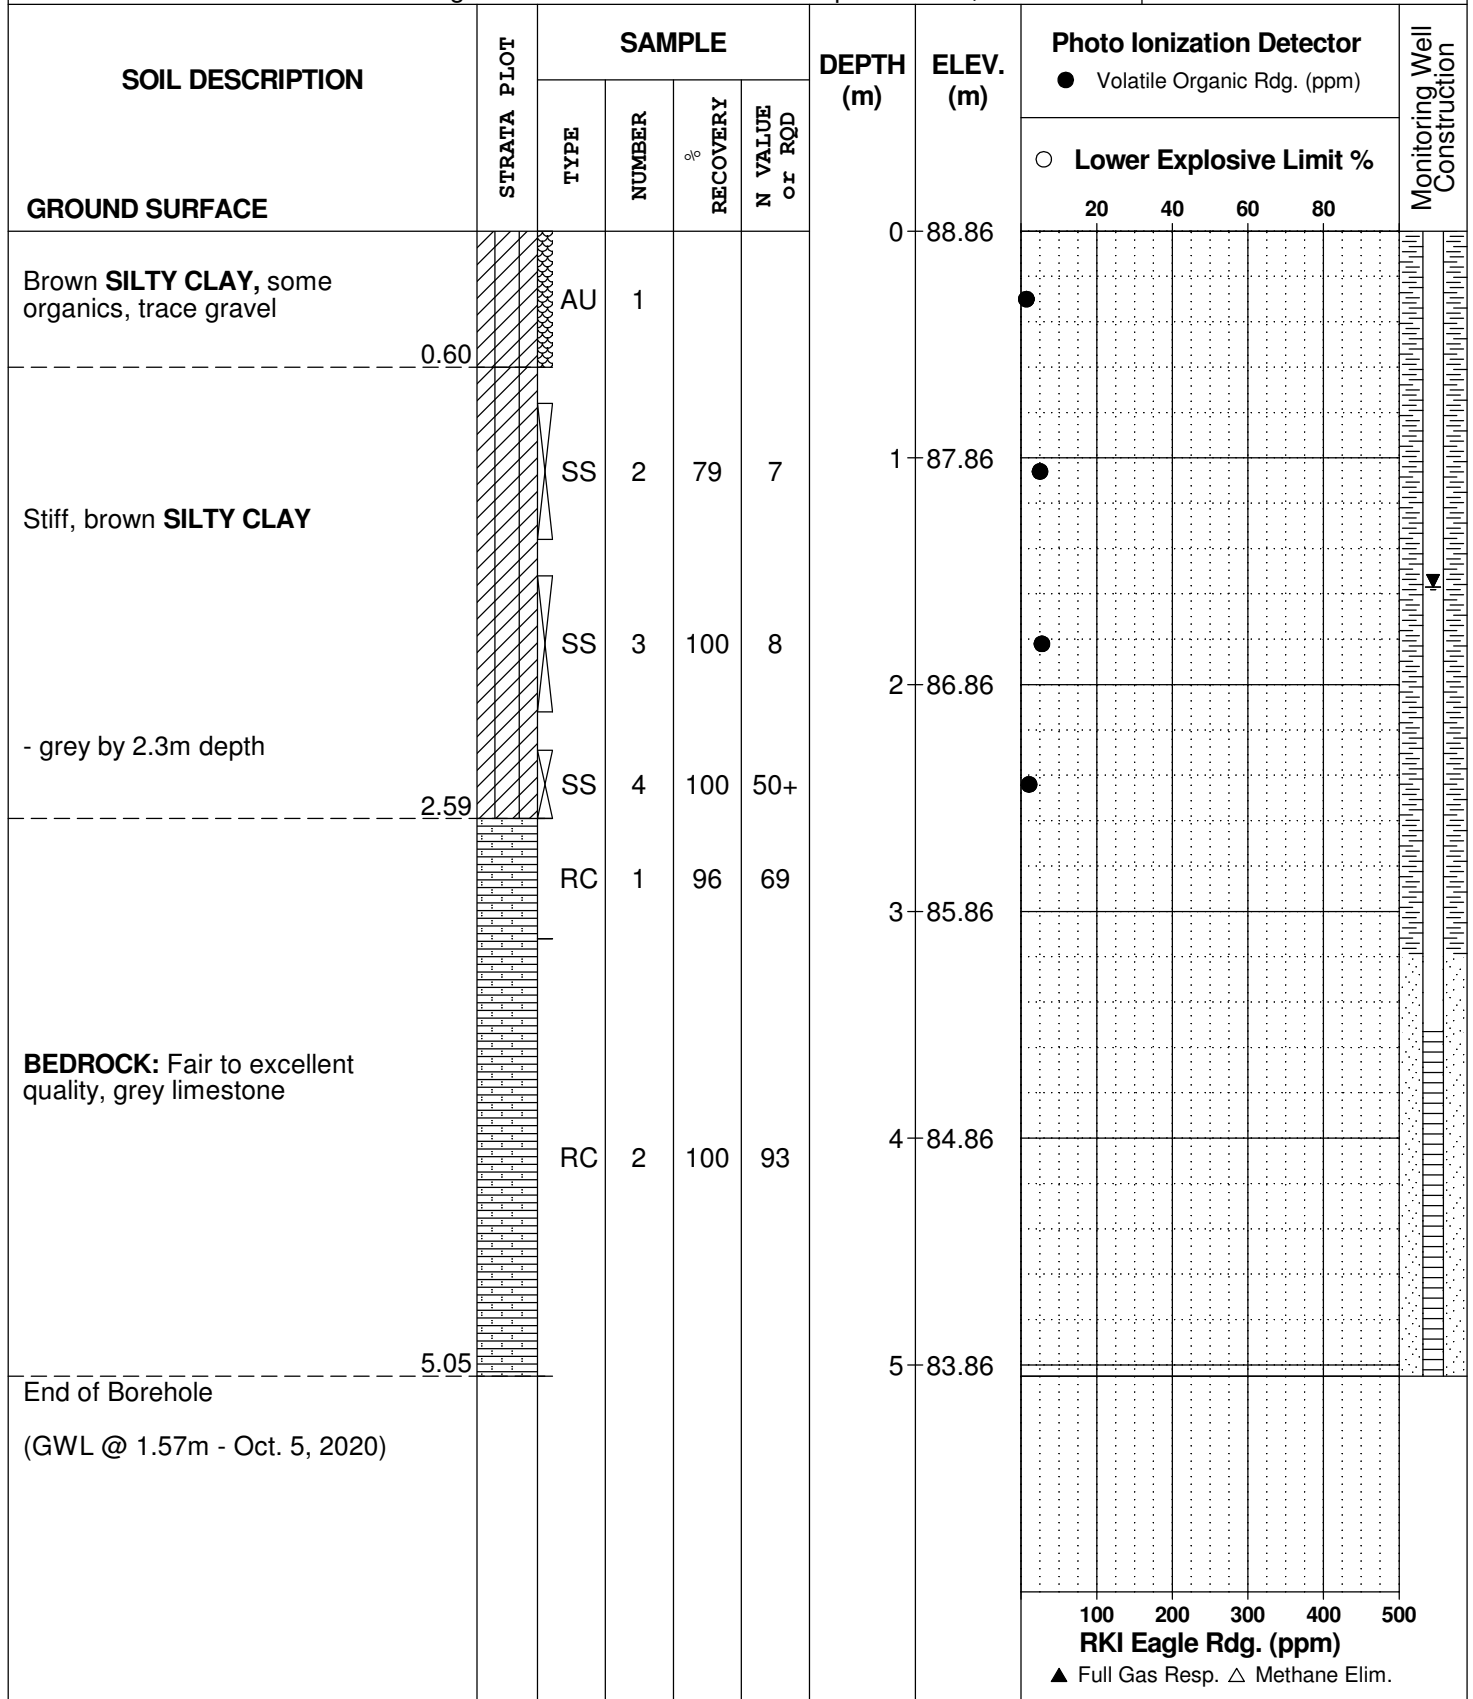 SOIL DESCRIPTION
GROUND SURFACE
STRATA PLOT
SAMPLE
TYPE
NUMBER
%
RECOVERY
N VALUE
or RQD
DEPTH
(m)
ELEV.
(m)
Photo Ionization Detector
● Volatile Organic Rdg. (ppm)
○ Lower Explosive Limit %
20 40 60 80
Monitoring Well
Construction
0 88.86
Brown SILTY CLAY, some
organics, trace gravel
AU 1
0.60
SS 2 79 7
1 87.86
Stiff, brown SILTY CLAY
SS 3 100 8
2 86.86
- grey by 2.3m depth
SS 4 100 50+
2.59
RC 1 96 69
3 85.86
BEDROCK: Fair to excellent
quality, grey limestone
4 84.86
RC 2 100 93
5.05
5 83.86
End of Borehole
(GWL @ 1.57m - Oct. 5, 2020)
100 200 300 400 500
RKI Eagle Rdg. (ppm)
▲ Full Gas Resp. △ Methane Elim.